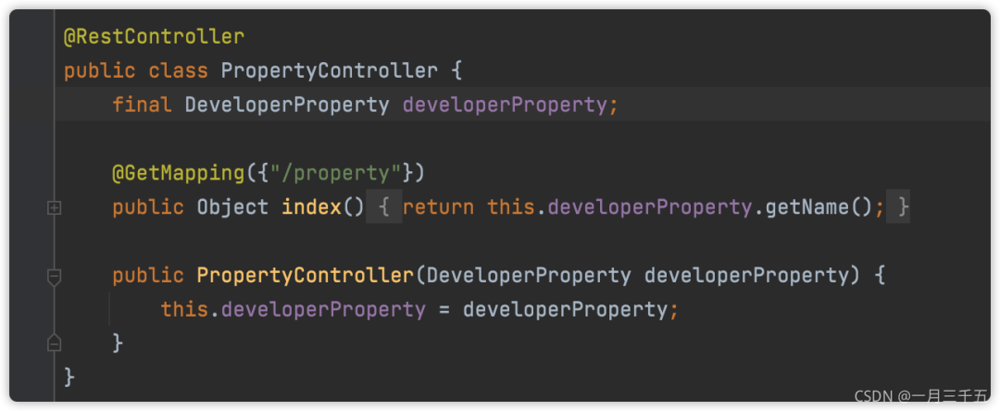 @RestController
public class PropertyController {
final DeveloperProperty developerProperty;
@GetMapping({"/property"})
public Object index() { return this.developerProperty.getName(); }
public PropertyController(DeveloperProperty developerProperty) {
this.developerProperty = developerProperty;
}
}
CSDN @一月三千五